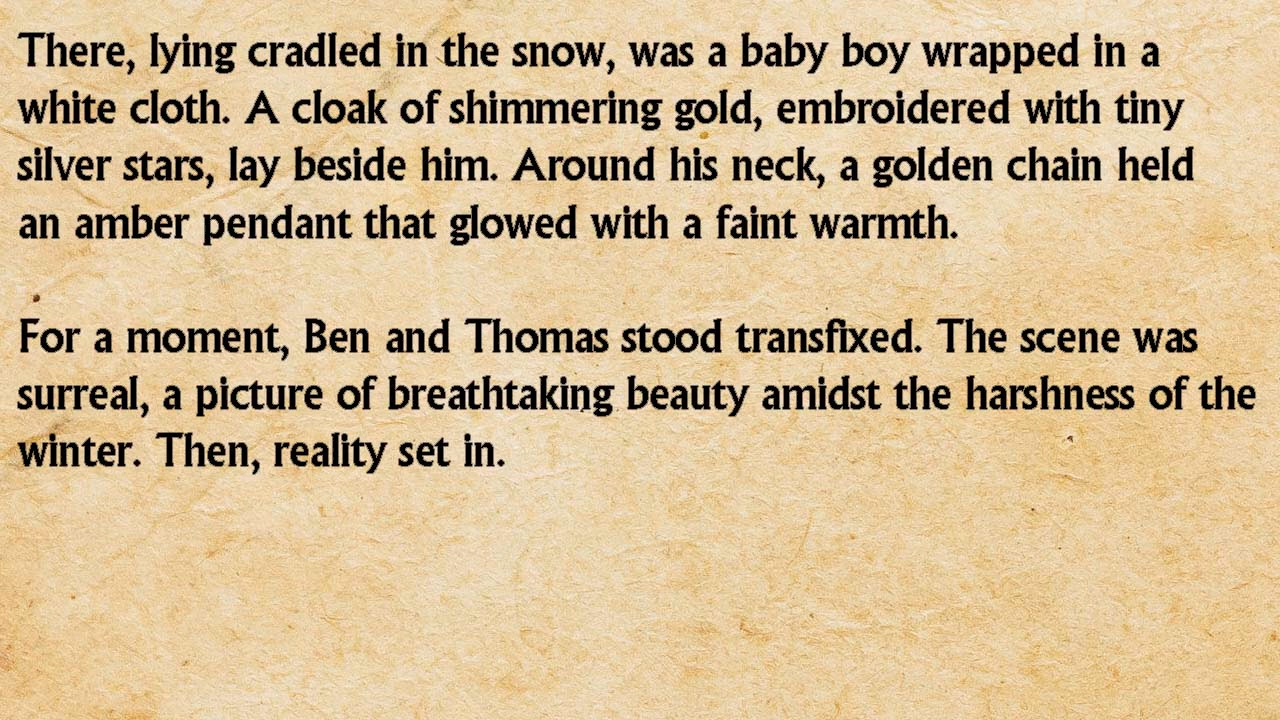 There, lying cradled in the snow, was a baby boy wrapped in a
white cloth. A cloak of shimmering gold, embroidered with tiny
silver stars, lay beside him. Around his neck, a golden chain held
an amber pendant that glowed with a faint warmth.
For a moment, Ben and Thomas stood transfixed. The scene was
surreal, a picture of breathtaking beauty amidst the harshness of the
winter. Then, reality set in.